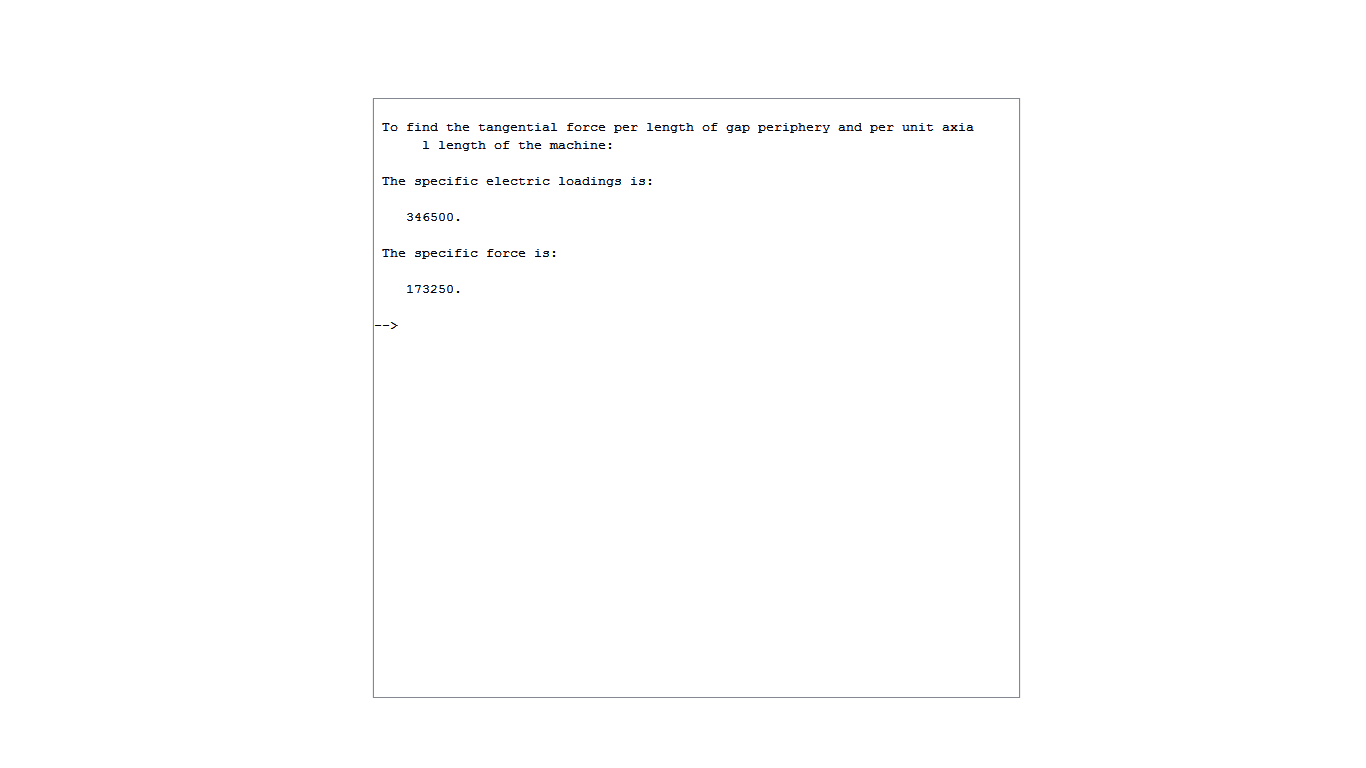 To find the tangential force per length of gap periphery and per unit axia
l length of the machine:
The specific electric loadings is:
346500.
The specific force is:
173250.
-->